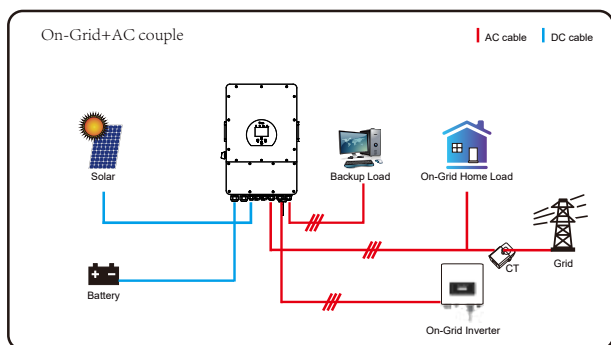 On-Grid+AC couple
AC cable
DC cable
Solar
Backup Load
On-Grid Home Load
CT
Grid
Battery
On-Grid Inverter